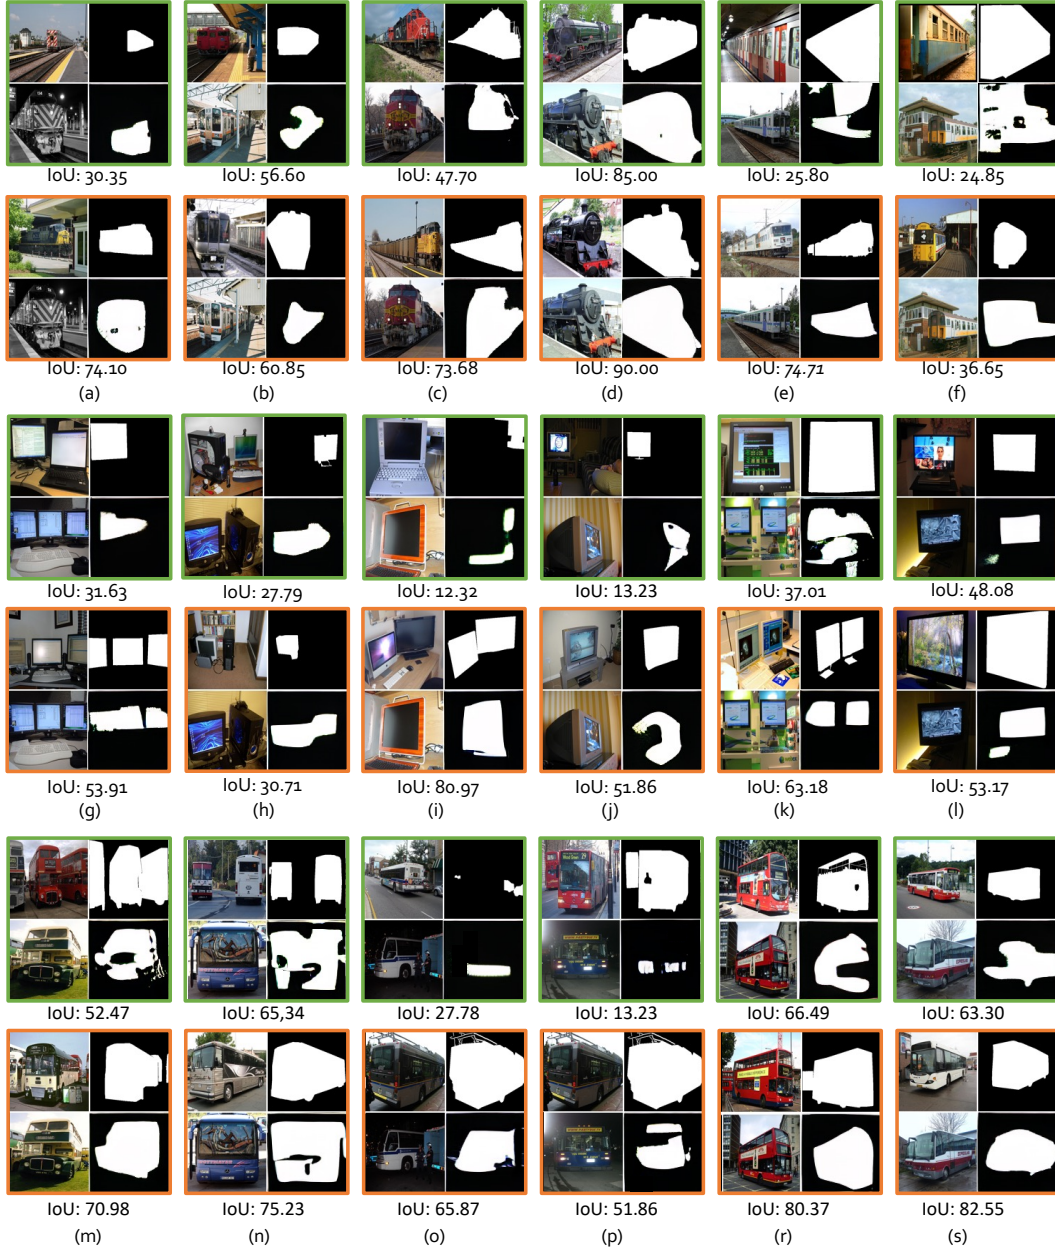 IoU: 30.35 IoU: 56.60 IoU: 47.70 IoU: 85.00 IoU: 25.80 IoU: 24.85
IoU: 74.10 IoU: 60.85 IoU: 73.68 IoU: 90.00 IoU: 74.71 IoU: 36.65
(a) (b) (c) (d) (e) (f)
IoU: 31.63 IoU: 27.79 IoU: 12.32 IoU: 13.23 IoU: 37.01 IoU: 48.08
IoU: 53.91 IoU: 30.71 IoU: 80.97 IoU: 51.86 IoU: 63.18 IoU: 53.17
(g) (h) (i) (j) (k) (l)
IoU: 52.47 IoU: 65,34 IoU: 27.78 IoU: 13.23 IoU: 66.49 IoU: 63.30
IoU: 70.98 IoU: 75.23 IoU: 65.87 IoU: 51.86 IoU: 80.37 IoU: 82.55
(m) (n) (o) (p) (r) (s)